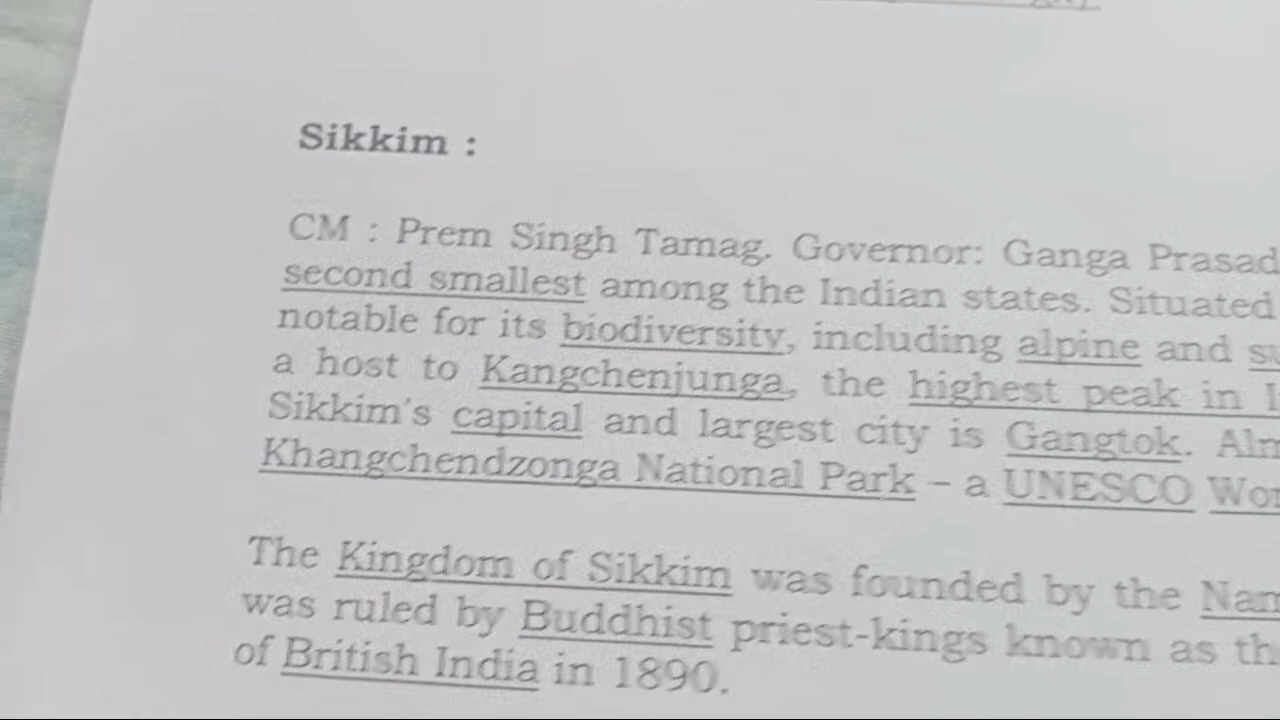 Sikkim :
CM : Prem Singh Tamag. Governor: Ganga Prasad
second smallest among the Indian states. Situated
notable for its biodiversity, including alpine and
a host to Kangchenjunga, the highest peak in
Sikkim's capital and largest city is Gangtok.
Khangchendzonga National Park – a UNESCO
The Kingdom of Sikkim was founded by the
was ruled by Buddhist priest-kings known as
of British India in 1890.